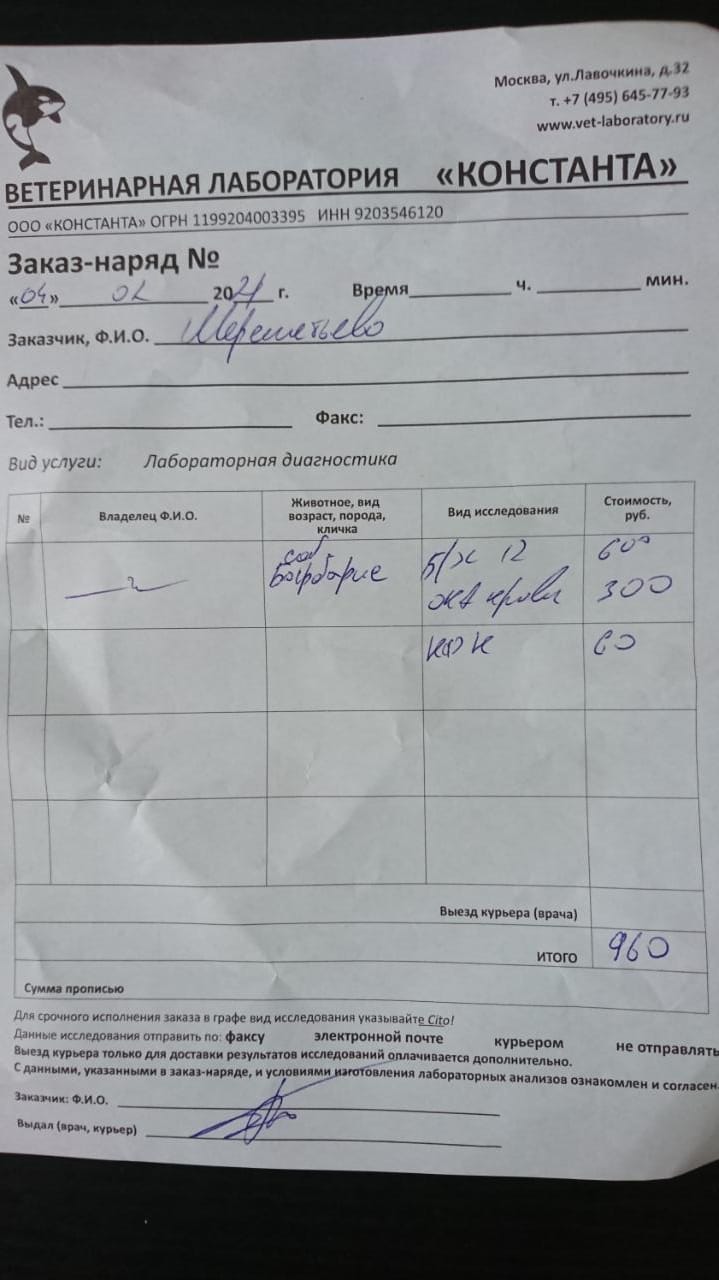 Москва, ул.Лавочкина, д.32
т. +7 (495) 645-77-93
www.vet-laboratory.ru
ВЕТЕРИНАРНАЯ ЛАБОРАТОРИЯ «КОНСТАНТА»
ООО «КОНСТАНТА» ОГРН 1199204003395 ИНН 9203546120
Заказ-наряд №
«04» 02 2021 г. Время ч. мин.
Заказчик, Ф.И.О. Шереметьево
Адрес
Тел.: Факс:
Вид услуги: Лабораторная диагностика
№ Владелец Ф.И.О. Животное, вид возраст, порода, кличка Вид исследования Стоимость, руб.
соб б/х 12 600
ОКА крови 300
КФК 60
Выезд курьера (врача)
ИТОГО 960
Сумма прописью
Для срочного исполнения заказа в графе вид исследования указывайте Cito!
Данные исследования отправить по: факсу электронной почте курьером не отправлять
Выезд курьера только для доставки результатов исследований оплачивается дополнительно.
С данными, указанными в заказ-наряде, и условиями изготовления лабораторных анализов ознакомлен и согласен
Заказчик: Ф.И.О.
Выдал (врач, курьер)